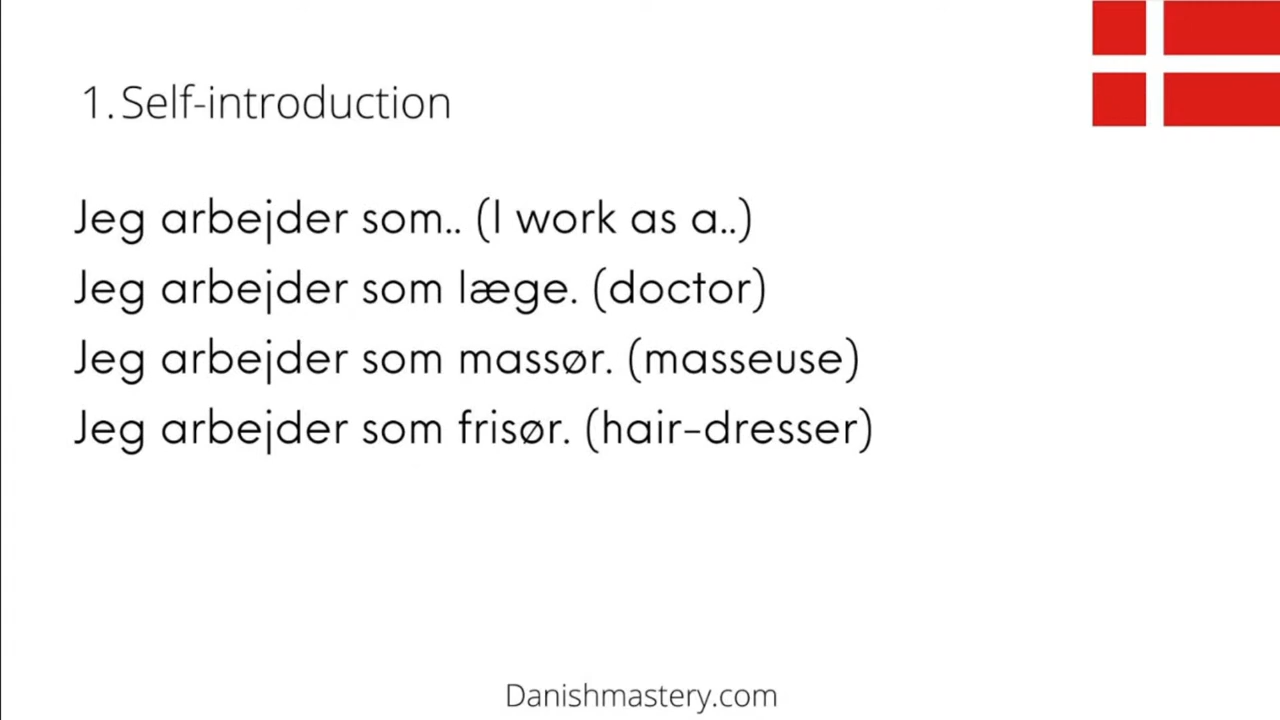 1. Self-introduction
Jeg arbejder som.. (I work as a..)
Jeg arbejder som læge. (doctor)
Jeg arbejder som massør. (masseuse)
Jeg arbejder som frisør. (hair-dresser)
Danishmastery.com